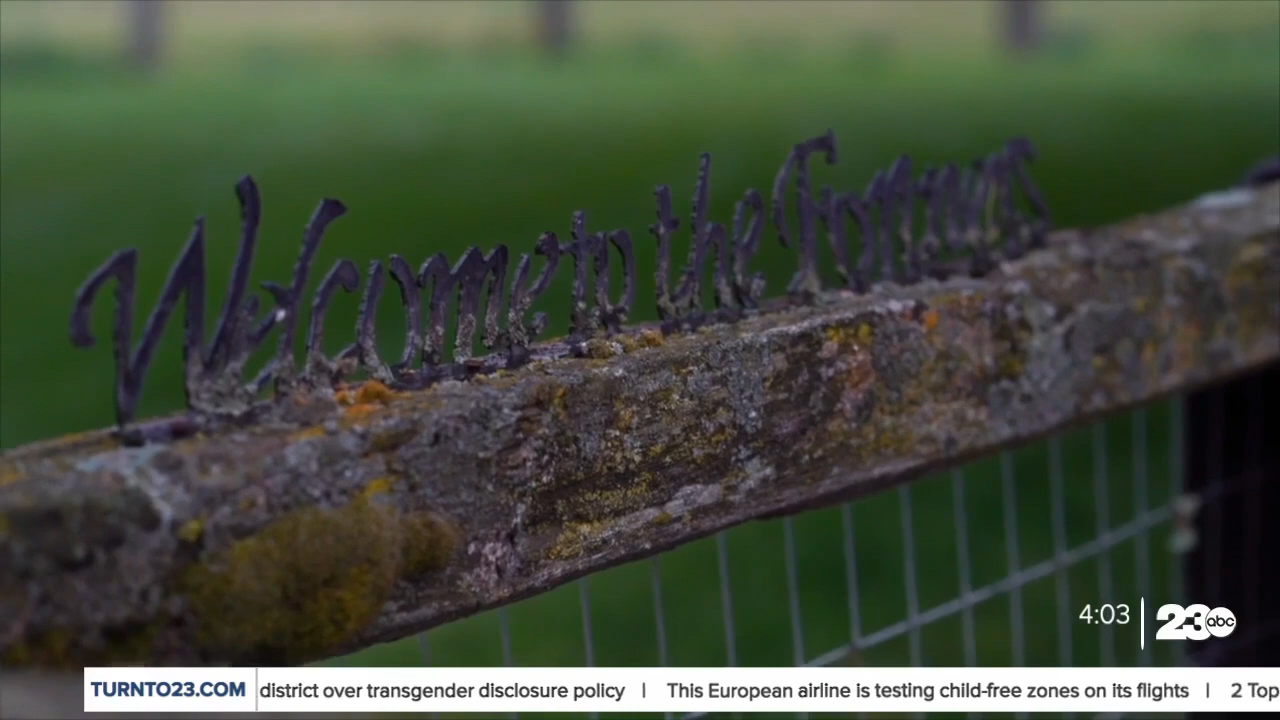 Welcome to the Farm
4:03 | 23 abc
TURNTO23.COM district over transgender disclosure policy | This European airline is testing child-free zones on its flights | 2 Top